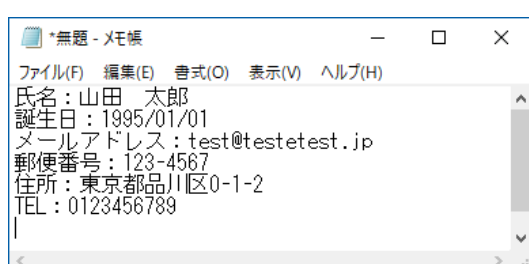 *無題 - メモ帳
ファイル(F) 編集(E) 書式(O) 表示(V) ヘルプ(H)
氏名：山田　太郎
誕生日：1995/01/01
メールアドレス：test@testetest.jp
郵便番号：123-4567
住所：東京都品川区0-1-2
TEL：0123456789